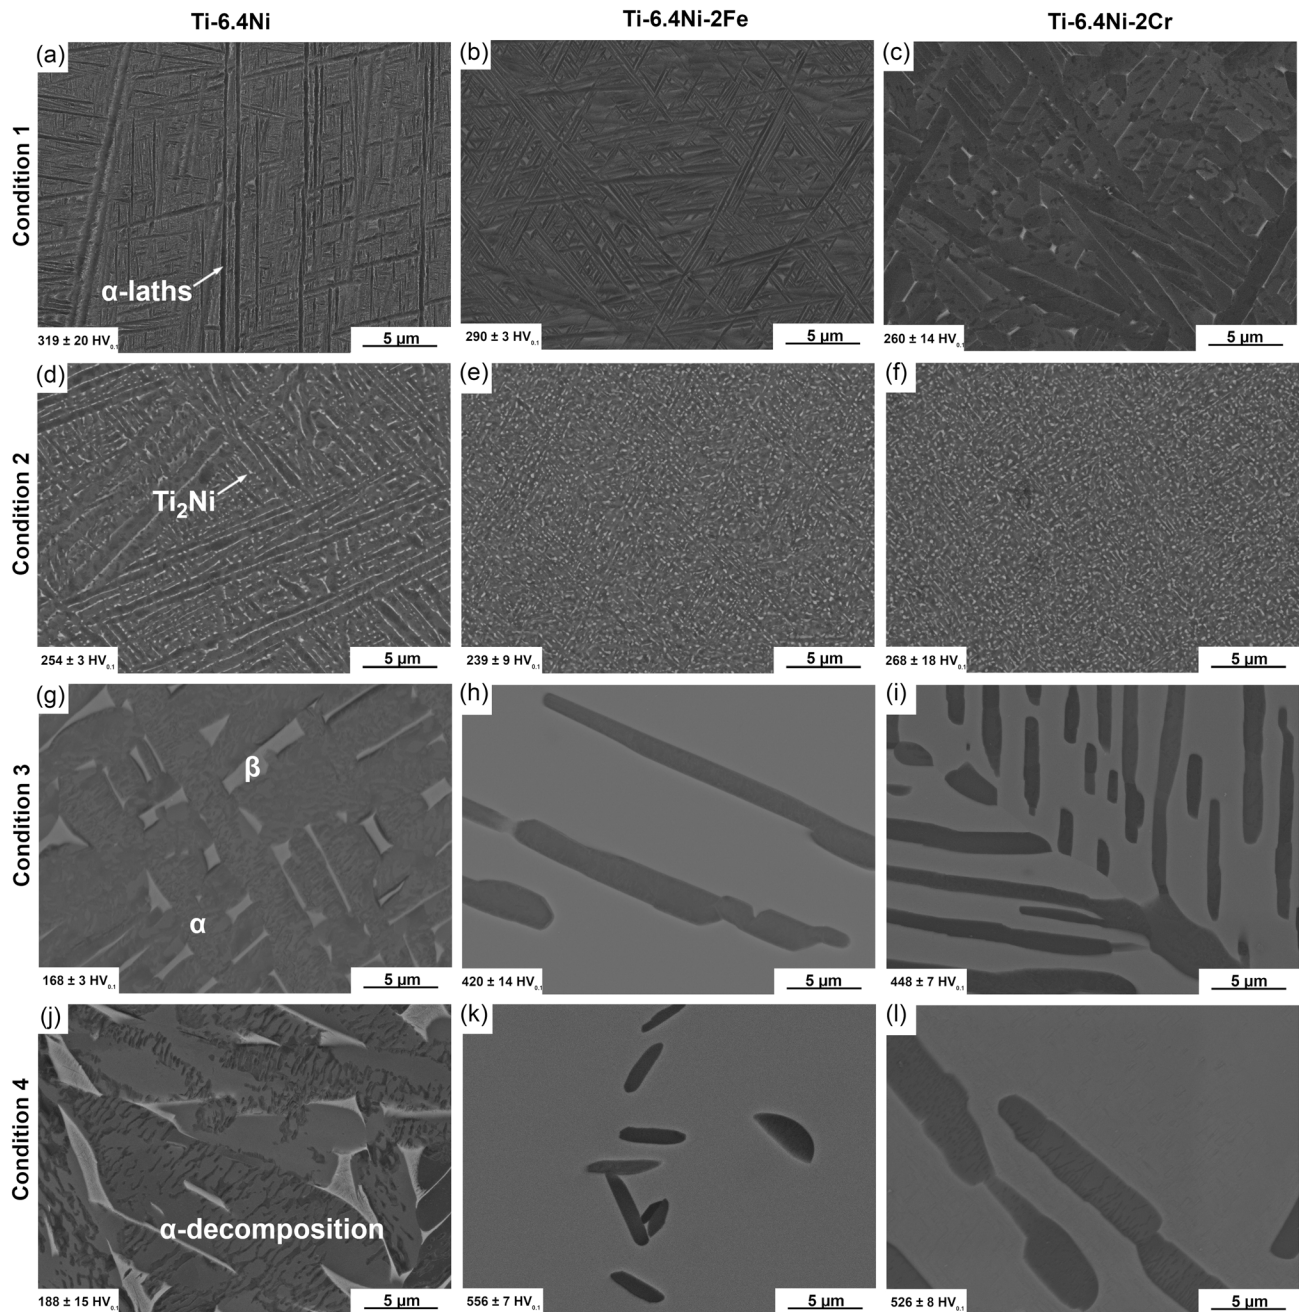 Ti-6.4Ni Ti-6.4Ni-2Fe Ti-6.4Ni-2Cr
Condition 1
(a) (b) (c)
α-laths
319 ± 20 HV0.1 5 µm 290 ± 3 HV0.1 5 µm 260 ± 14 HV0.1 5 µm
Condition 2
(d) (e) (f)
Ti₂Ni
254 ± 3 HV0.1 5 µm 239 ± 9 HV0.1 5 µm 268 ± 18 HV0.1 5 µm
Condition 3
(g) (h) (i)
β
α
168 ± 3 HV0.1 5 µm 420 ± 14 HV0.1 5 µm 448 ± 7 HV0.1 5 µm
Condition 4
(j) (k) (l)
α-decomposition
188 ± 15 HV0.1 5 µm 556 ± 7 HV0.1 5 µm 526 ± 8 HV0.1 5 µm